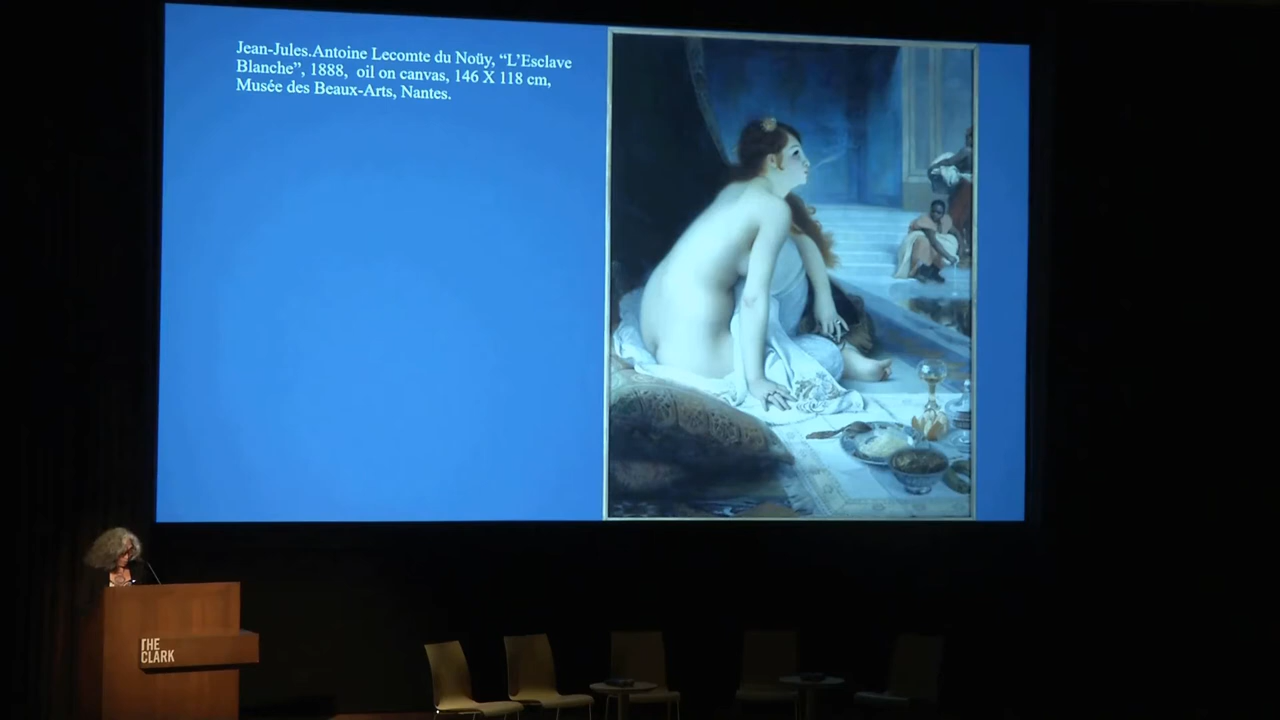 Jean-Jules.Antoine Lecomte du Noüy, “L’Esclave
Blanche”, 1888, oil on canvas, 146 X 118 cm,
Musée des Beaux-Arts, Nantes.
THE
CLARK